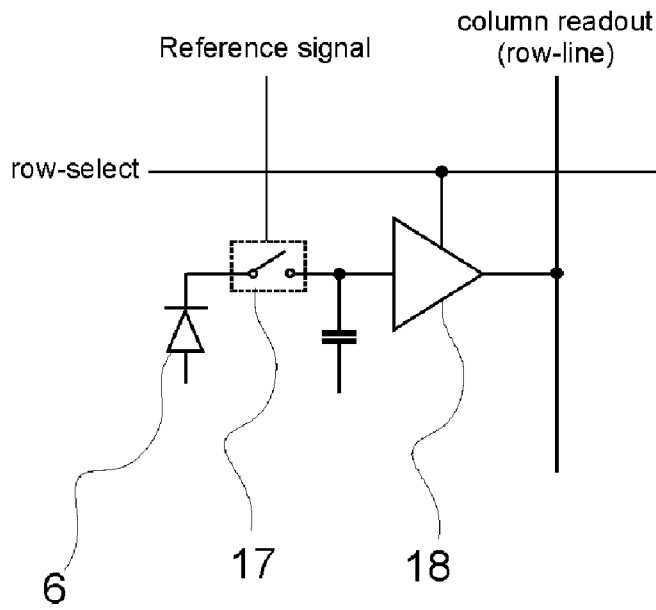 column readout
(row-line)
Reference signal
row-select
6
17
18